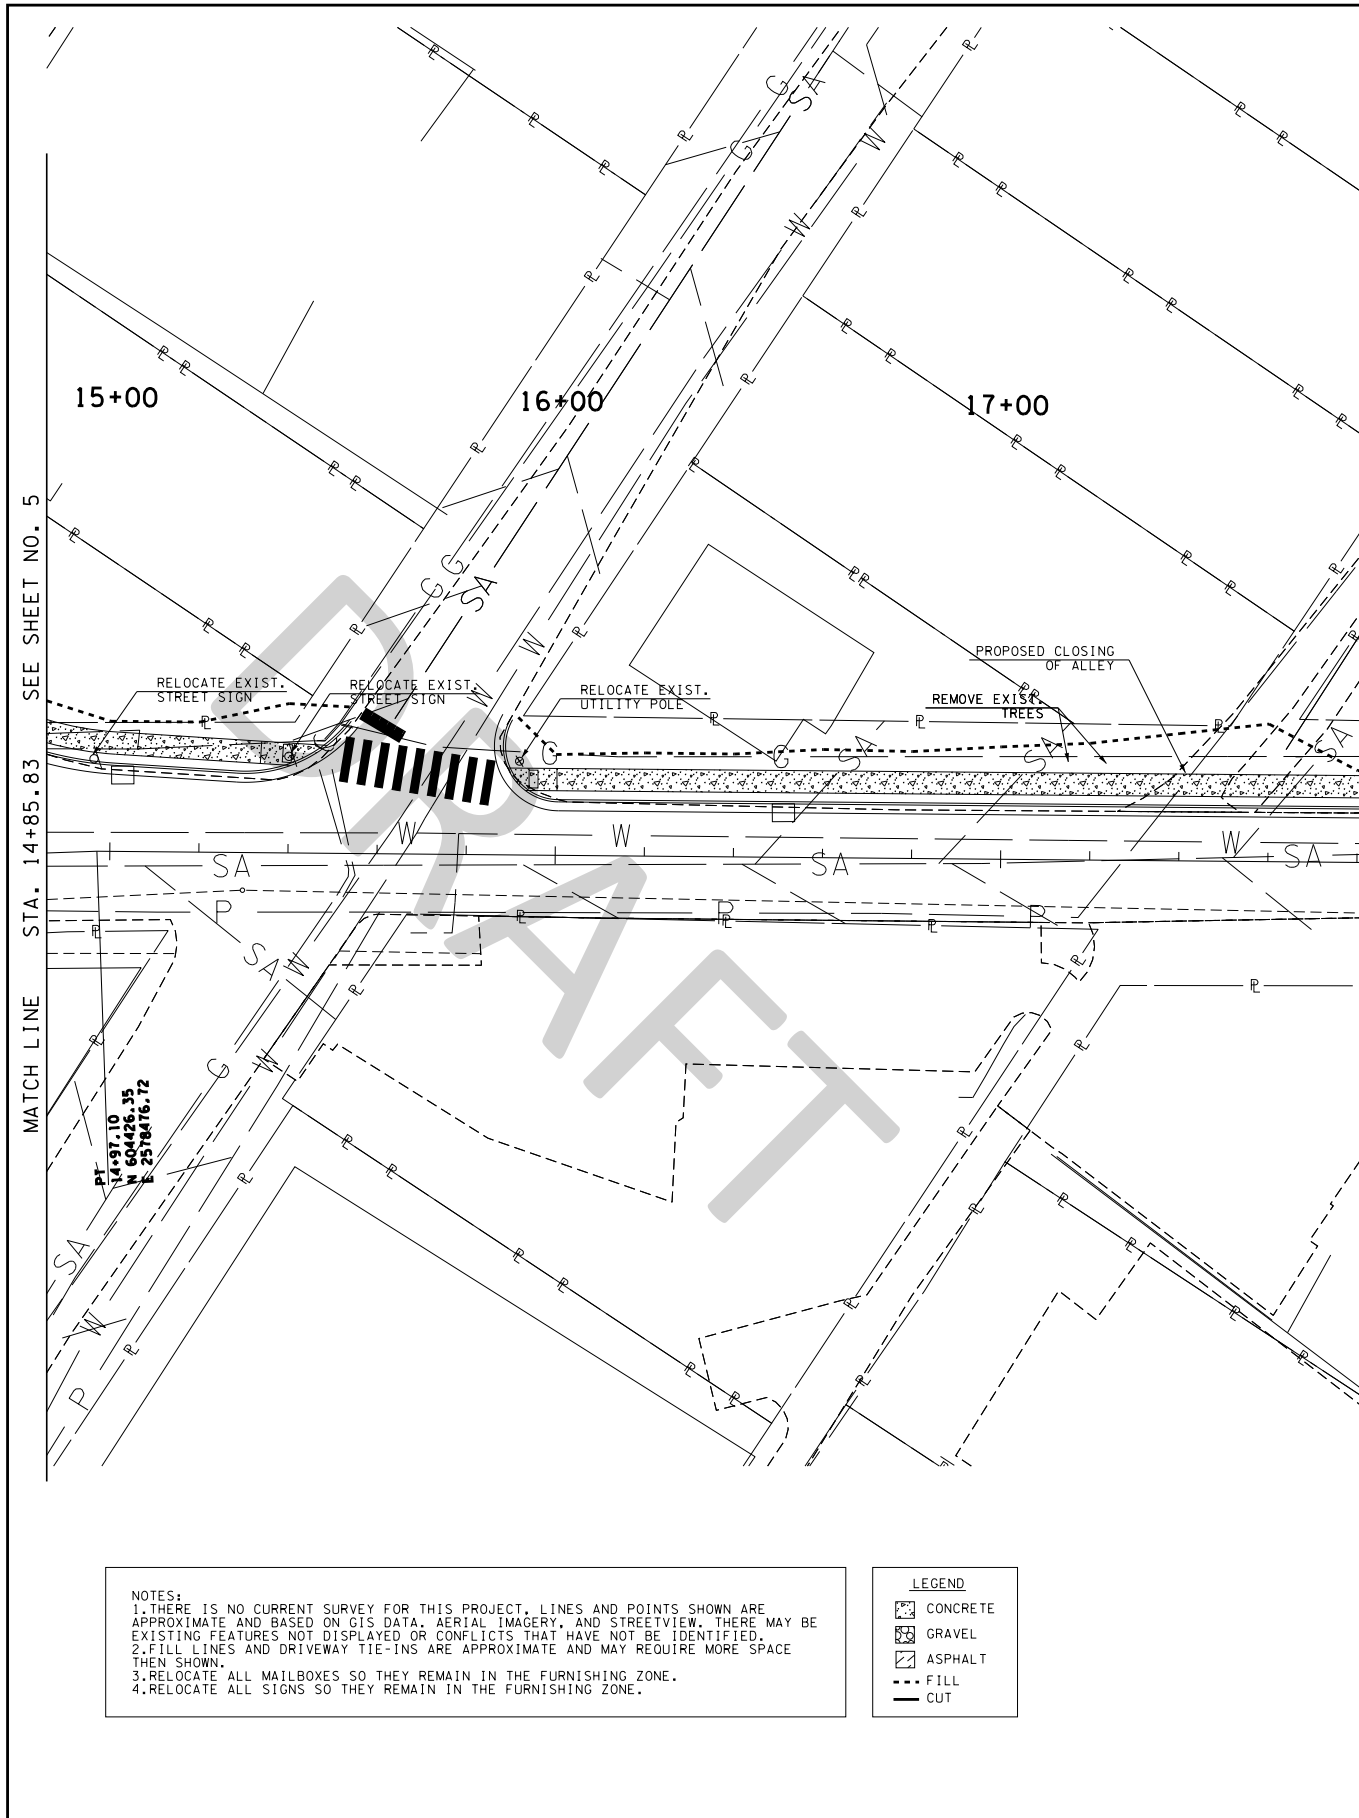 15+00
16+00
17+00
MATCH LINE STA. 14+85.83 SEE SHEET NO. 5
RELOCATE EXIST.
STREET SIGN
RELOCATE EXIST.
STREET SIGN
RELOCATE EXIST.
UTILITY POLE
PROPOSED CLOSING
OF ALLEY
REMOVE EXIST.
TREES
PT
14+97.10
N 604426.35
E 2578476.72
DRAFT
NOTES:
1.THERE IS NO CURRENT SURVEY FOR THIS PROJECT. LINES AND POINTS SHOWN ARE
APPROXIMATE AND BASED ON GIS DATA. AERIAL IMAGERY, AND STREETVIEW. THERE MAY BE
EXISTING FEATURES NOT DISPLAYED OR CONFLICTS THAT HAVE NOT BE IDENTIFIED.
2.FILL LINES AND DRIVEWAY TIE-INS ARE APPROXIMATE AND MAY REQUIRE MORE SPACE
THEN SHOWN.
3.RELOCATE ALL MAILBOXES SO THEY REMAIN IN THE FURNISHING ZONE.
4.RELOCATE ALL SIGNS SO THEY REMAIN IN THE FURNISHING ZONE.
LEGEND
CONCRETE
GRAVEL
ASPHALT
FILL
CUT